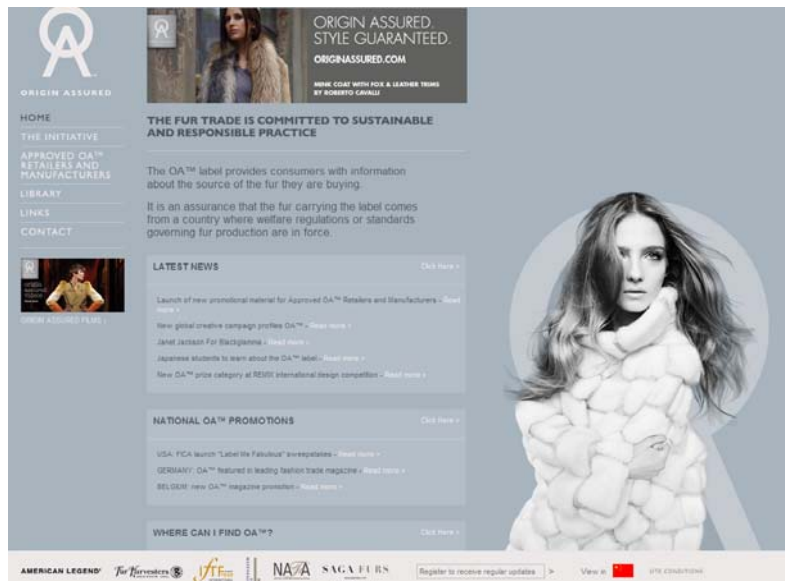 ORIGIN ASSURED
HOME
THE INITIATIVE
APPROVED OA™
RETAILERS AND
MANUFACTURERS
LIBRARY
LINKS
CONTACT
ORIGIN ASSURED FILMS
ORIGIN ASSURED.
STYLE GUARANTEED.
ORIGINASSURED.COM
MINK COAT WITH FOX & LEATHER TRIMS
BY ROBERTO CAVALLI
THE FUR TRADE IS COMMITTED TO SUSTAINABLE
AND RESPONSIBLE PRACTICE
The OA™ label provides consumers with information
about the source of the fur they are buying.
It is an assurance that the fur carrying the label comes
from a country where welfare regulations or standards
governing fur production are in force.
LATEST NEWS Click Here >
Launch of new promotional material for Approved OA™ Retailers and Manufacturers - Read
more >
New global creative campaign profiles OA™ - Read more >
Janet Jackson For Blackglama - Read more >
Japanese students to learn about the OA™ label - Read more >
New OA™ prize category at REMIX international design competition - Read more >
NATIONAL OA™ PROMOTIONS Click Here >
USA: FICA launch "Label life Fabulous" sweepstakes - Read more >
GERMANY: OA™ featured in leading fashion trade magazine - Read more >
BELGIUM: new OA™ magazine promotion - Read more >
WHERE CAN I FIND OA™? Click Here >
AMERICAN LEGEND Fur Harvesters IFTF NAFA SAGA FURS Register to receive regular updates > View in SITE CONDITIONS